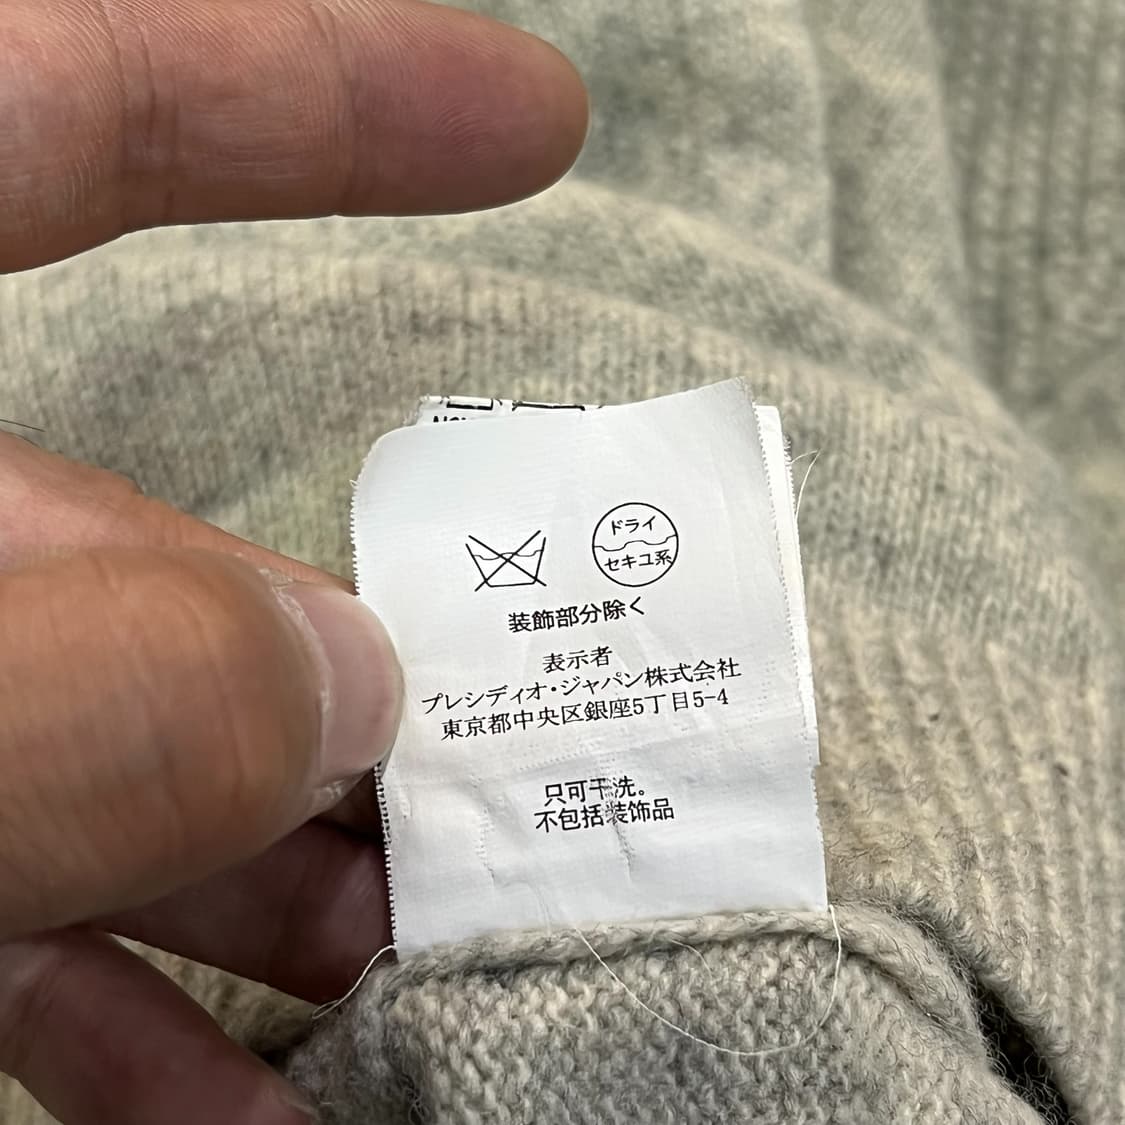 ドライ
セキユ系
装飾部分除く
表示者
プレシディオ・ジャパン株式会社
東京都中央区銀座5丁目5-4
只可干洗。
不包括装饰品